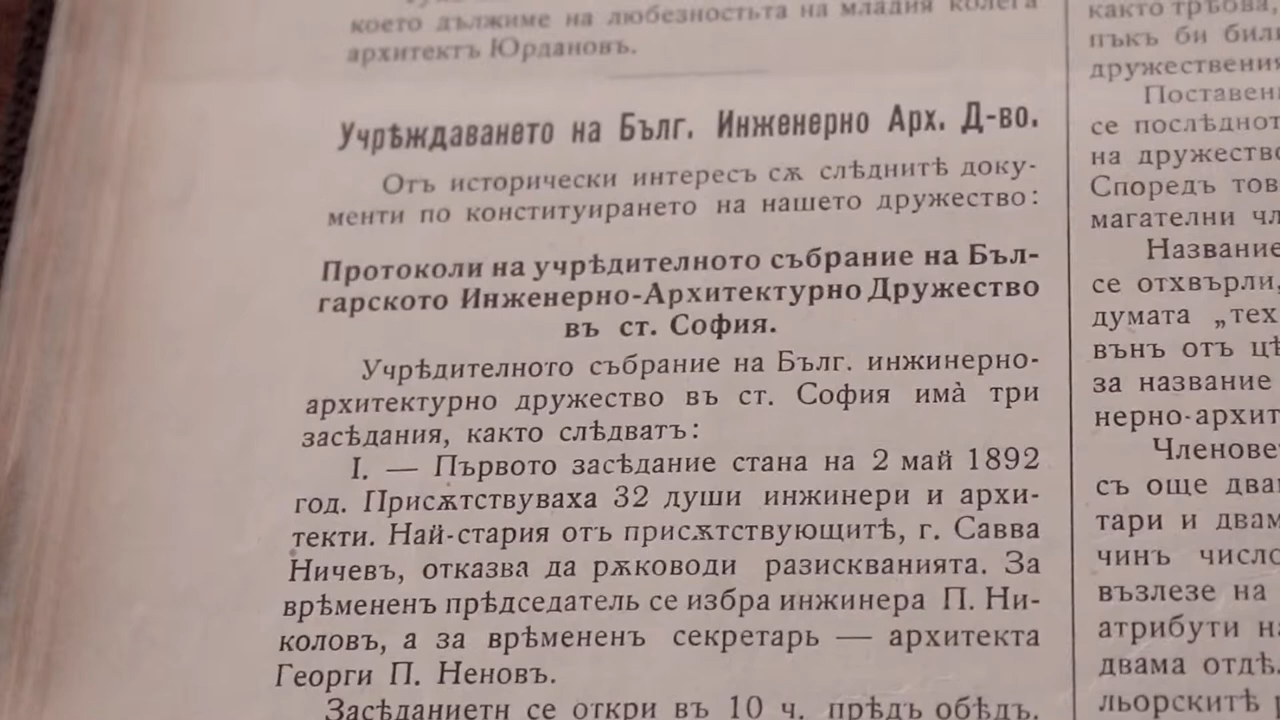 което дължиме на любезностьта на младия колега
архитектъ Юрдановъ.
Учрѣждаването на Бълг. Инженерно Арх. Д-во.
Отъ исторически интересъ сѫ слѣднитѣ доку-
менти по конституирането на нашето дружество:
Протоколи на учрѣдителното събрание на Бъл-
гарското Инженерно-Архитектурно Дружество
въ ст. София.
Учрѣдителното събрание на Бълг. инжинерно-
архитектурно дружество въ ст. София има̀ три
засѣдания, както слѣдватъ:
I. — Първото засѣдание стана на 2 май 1892
год. Присѫтствуваха 32 души инжинери и архи-
текти. Най-стария отъ присѫтствующитѣ, г. Савва
Ничевъ, отказва да рѫководи разискванията. За
врѣмененъ прѣдседатель се избра инжинера П. Ни-
коловъ, а за врѣмененъ секретарь — архитекта
Георги П. Неновъ.
Засѣданиетн се откри въ 10 ч. прѣдъ обѣдъ.
както трѣбва,
пъкъ би били
дружествения
Поставен
се послѣднот
на дружество
Споредъ тов
магателни чл
Название
се отхвърли,
думата „тех
вънъ отъ цѣ
за название
нерно-архит
Членове
съ още два
тари и двам
чинъ число
възлезе на
атрибути на
двама отдѣл
льорскитѣ